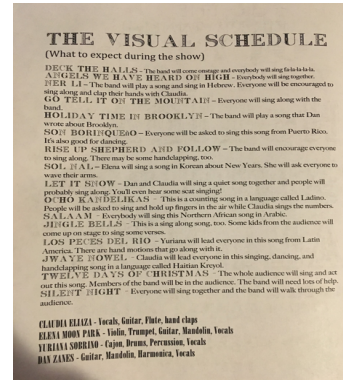 THE VISUAL SCHEDULE
(What to expect during the show)
DECK THE HALLS - The band will come onstage and everybody will sing fa-la-la-la-la.
ANGELS WE HAVE HEARD ON HIGH - Everybody will sing together.
NER LI - The band will play a song and sing in Hebrew. Everyone will be encouraged to
sing along and clap their hands with Claudia.
GO TELL IT ON THE MOUNTAIN - Everyone will sing along with the
band.
HOLIDAY TIME IN BROOKLYN - The band will play a song that Dan
wrote about Brooklyn.
SON BORINQUEñO - Everyone will be asked to sing this song from Puerto Rico.
It's also good for dancing.
RISE UP SHEPHERD AND FOLLOW - The band will encourage everyone
to sing along. There may be some handclapping, too.
SOL NAL - Elena will sing a song in Korean about New Years. She will ask everyone to
wave their arms.
LET IT SNOW - Dan and Claudia will sing a quiet song together and people will
probably sing along. You'll even hear some scat singing!
OCHO KANDELIKAS - This is a counting song in a language called Ladino.
People will be asked to sing and hold up fingers in the air while Claudia sings the numbers.
SALAAM - Everybody will sing this Northern African song in Arabic.
JINGLE BELLS - This is a sing along song, too. Some kids from the audience will
come up on stage to sing some verses.
LOS PECES DEL RIO - Yuriana will lead everyone in this song from Latin
America. There are hand motions that go along with it.
JWAYE NOWEL - Claudia will lead everyone in this singing, dancing, and
handclapping song in a language called Haitian Kreyol.
TWELVE DAYS OF CHRISTMAS - The whole audience will sing and act
out this song. Members of the band will be in the audience. The band will need lots of help.
SILENT NIGHT - Everyone will sing together and the band will walk through the
audience.
CLAUDIA ELIAZA - Vocals, Guitar, Flute, hand claps
ELENA MOON PARK - Violin, Trumpet, Guitar, Mandolin, Vocals
YURIANA SOBRINO - Cajon, Drums, Percussion, Vocals
DAN ZANES - Guitar, Mandolin, Harmonica, Vocals